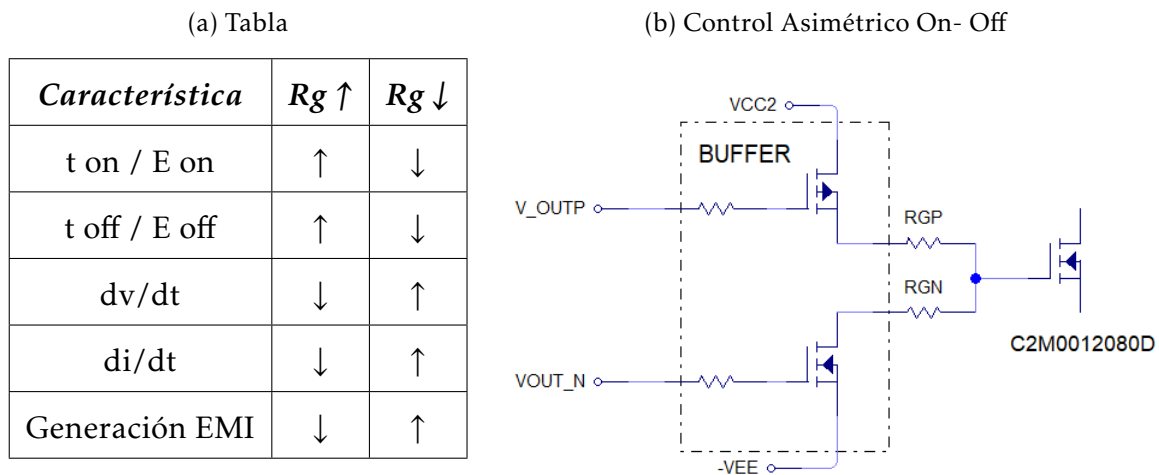 (a) Tabla
Característica Rg ↑ Rg ↓
t on / E on ↑ ↓
t off / E off ↑ ↓
dv/dt ↓ ↑
di/dt ↓ ↑
Generación EMI ↓ ↑
(b) Control Asimétrico On- Off
VCC2
BUFFER
V_OUTP
RGP
RGN
C2M0012080D
VOUT_N
-VEE